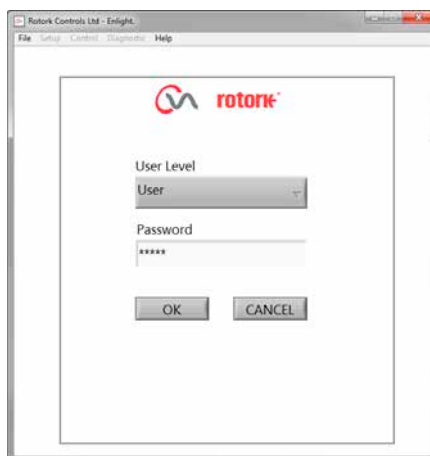 Rotork Controls Ltd - Enlight.
File Setup Control Diagnostic Help
rotork
User Level
User
Password
*****
OK CANCEL